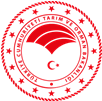 TÜRKİYE CUMHURİYETİ TARIM VE ORMAN BAKANLIĞI